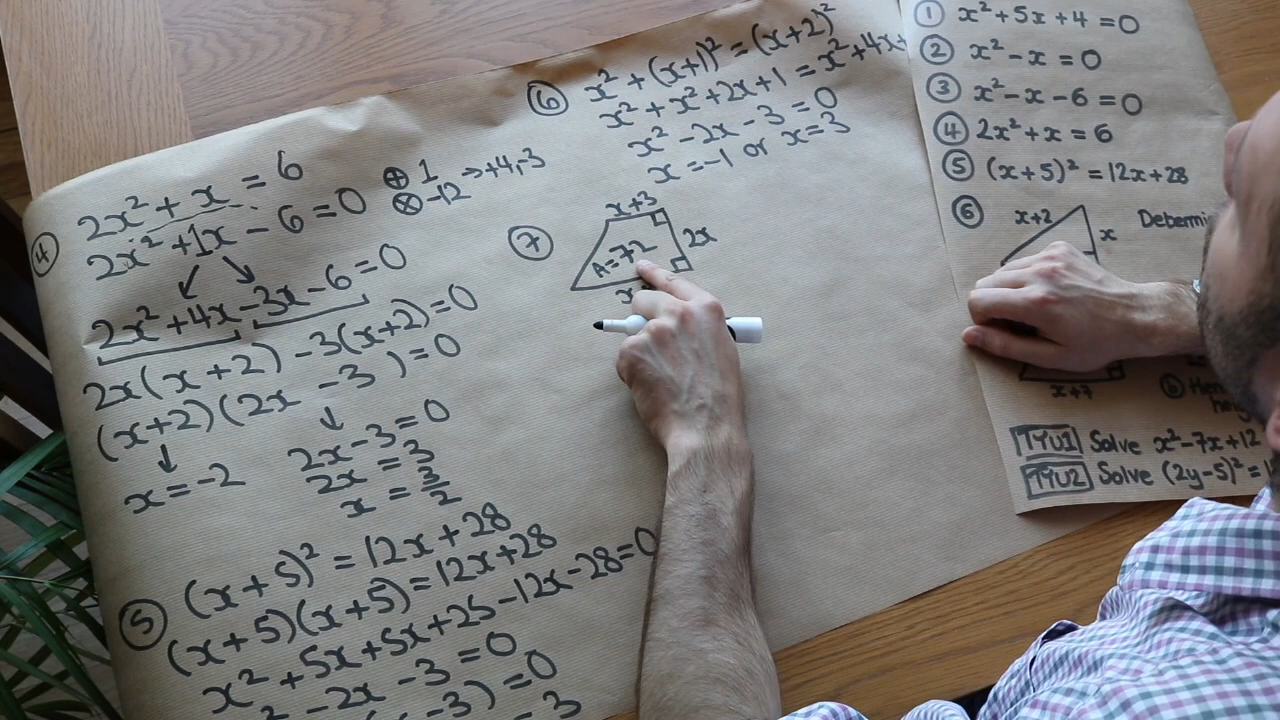 ④ 2x² + x = 6
2x² + 1x - 6 = 0
⊕ 1 → +4, -3
⊗ -12
2x² + 4x - 3x - 6 = 0
2x(x + 2) - 3(x + 2) = 0
(x + 2)(2x - 3) = 0
↓ ↓
x = -2
2x - 3 = 0
2x = 3
x = 3/2
⑤ (x + 5)² = 12x + 28
(x + 5)(x + 5) = 12x + 28
x² + 5x + 5x + 25 - 12x - 28 = 0
- 2x - 3 = 0
- 3) = 0
⑥ x² + (x+1)² = (x+2)²
x² + x² + 2x + 1 = x² + 4x +
x² - 2x - 3 = 0
x = -1 or x = 3
⑦ x+3
2x
A = 72
x
① x² + 5x + 4 = 0
② x² - x = 0
③ x² - x - 6 = 0
④ 2x² + x = 6
⑤ (x+5)² = 12x + 28
⑥ x+2
x
x+7
ⓑ
TYU1 Solve x² - 7x + 12
TYU2 Solve (2y - 5)² =